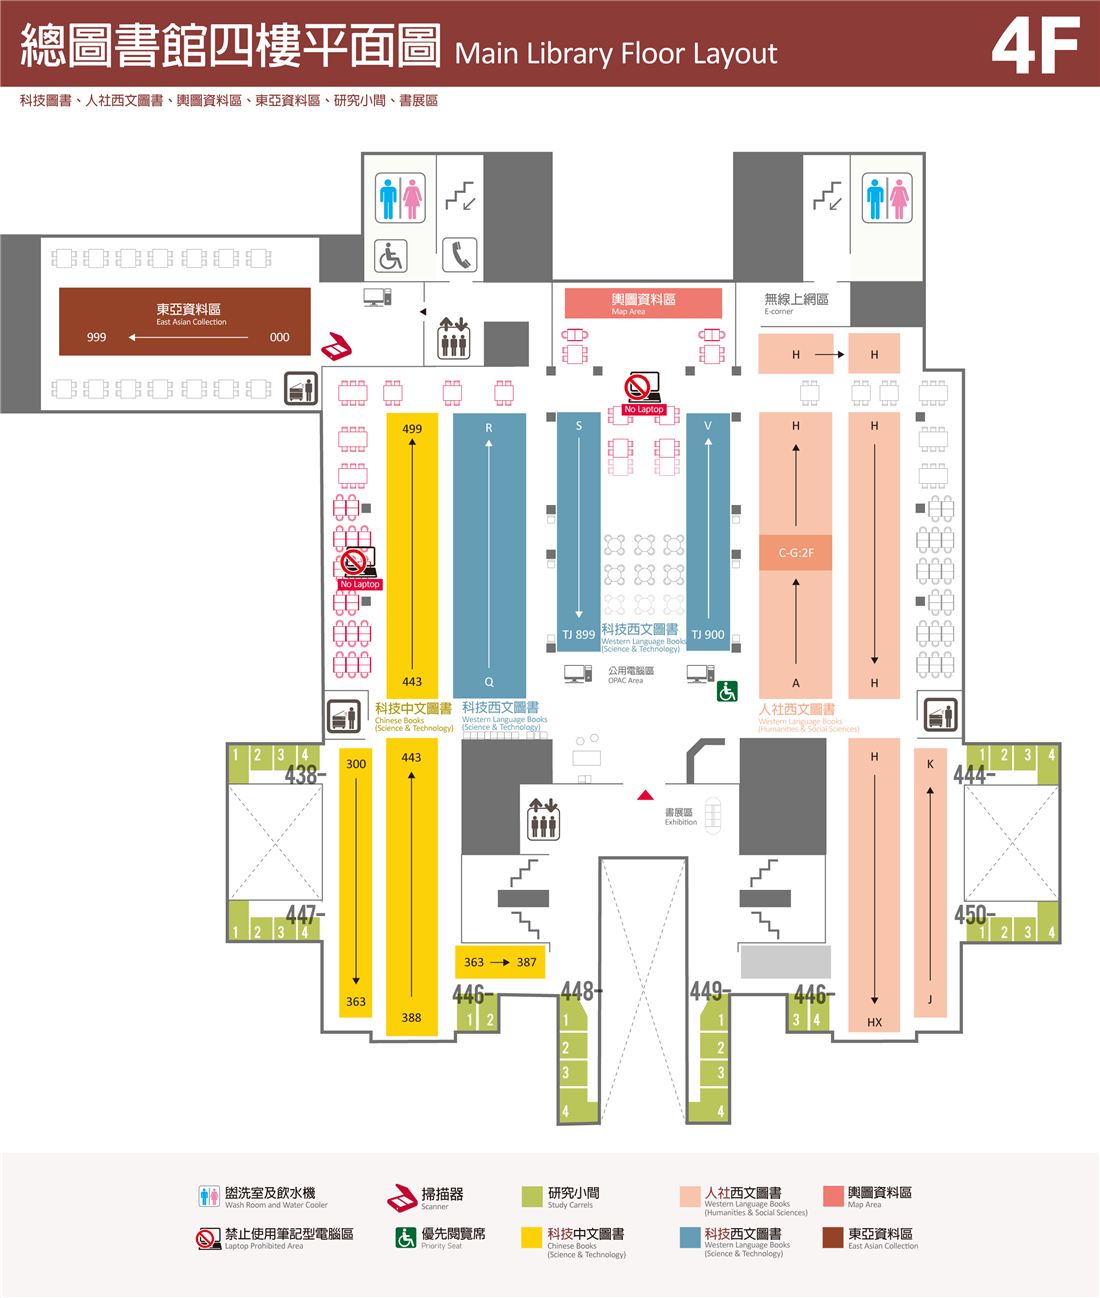 總圖書館四樓平面圖 Main Library Floor Layout
4F
科技圖書、人社西文圖書、輿圖資料區、東亞資料區、研究小間、書展區
東亞資料區
East Asian Collection
999
000
輿圖資料區
Map Area
無線上網區
E-corner
H
H
No Laptop
499
R
S
V
H
H
C-G:2F
No Laptop
TJ 899
科技西文圖書
Western Language Books
(Science & Technology)
TJ 900
公用電腦區
OPAC Area
443
Q
A
H
科技中文圖書
Chinese Books
(Science & Technology)
科技西文圖書
Western Language Books
(Science & Technology)
人社西文圖書
Western Language Books
(Humanities & Social Sciences)
1 2 3 4
438-
300
443
H
K
444-
1 2 3 4
書展區
Exhibition
447-
1 2 3 4
450-
1 2 3 4
363
387
363
388
446-
1 2
448-
1
2
3
4
449-
1
2
3
4
446-
3 4
HX
J
盥洗室及飲水機
Wash Room and Water Cooler
掃描器
Scanner
研究小間
Study Carrels
人社西文圖書
Western Language Books
(Humanities & Social Sciences)
輿圖資料區
Map Area
禁止使用筆記型電腦區
Laptop Prohibited Area
優先閱覽席
Priority Seat
科技中文圖書
Chinese Books
(Science & Technology)
科技西文圖書
Western Language Books
(Science & Technology)
東亞資料區
East Asian Collection